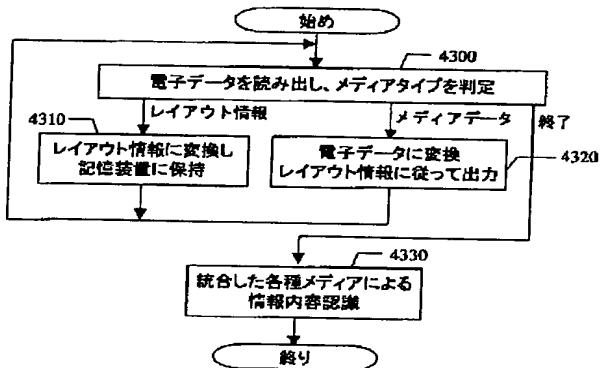 始め
4300
電子データを読み出し、メディアタイプを判定
4310
レイアウト情報
メディアデータ
終了
レイアウト情報に変換し
記憶装置に保持
電子データに変換
レイアウト情報に従って出力
4320
4330
統合した各種メディアによる
情報内容認識
終り